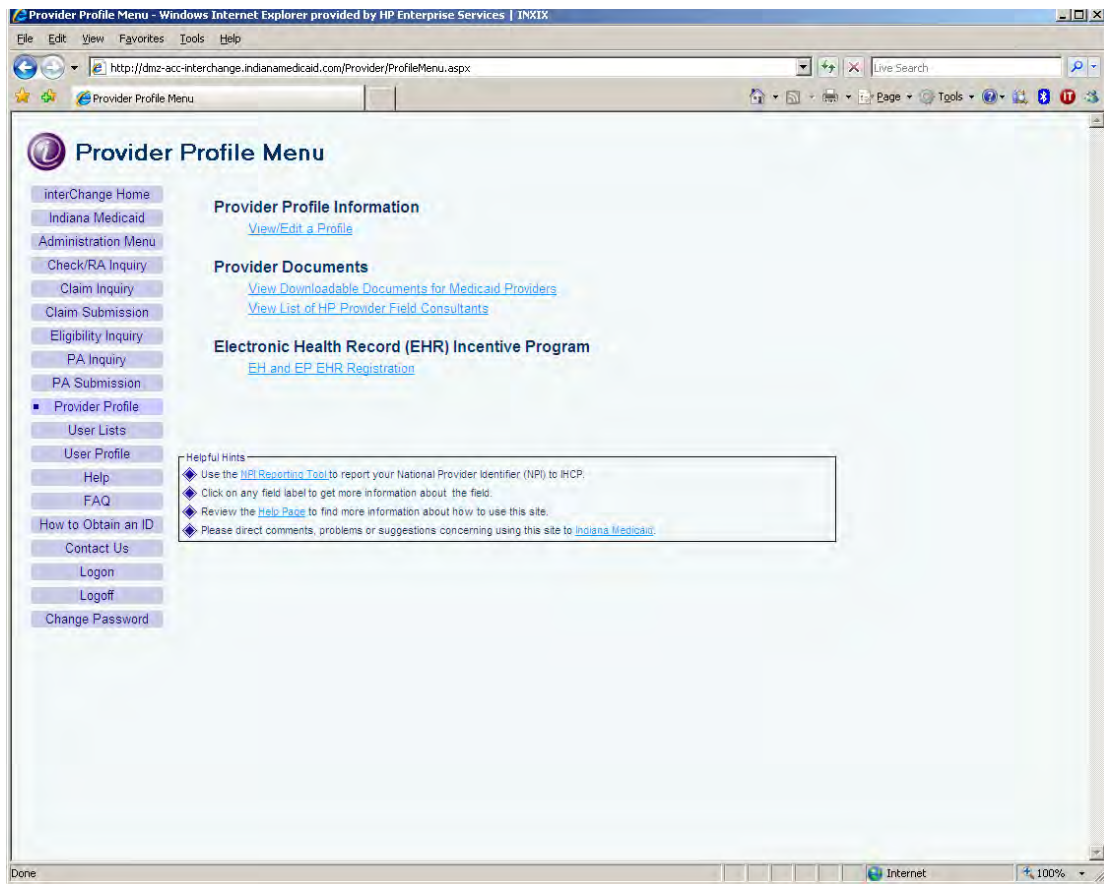 Provider Profile Menu - Windows Internet Explorer provided by HP Enterprise Services | INXIX
File Edit View Favorites Tools Help
http://dmz-acc-interchange.indianamedicaid.com/Provider/ProfileMenu.aspx
Live Search
Provider Profile Menu
Page Tools
Provider Profile Menu
interChange Home
Indiana Medicaid
Administration Menu
Check/RA Inquiry
Claim Inquiry
Claim Submission
Eligibility Inquiry
PA Inquiry
PA Submission
Provider Profile
User Lists
User Profile
Help
FAQ
How to Obtain an ID
Contact Us
Logon
Logoff
Change Password
Provider Profile Information
View/Edit a Profile
Provider Documents
View Downloadable Documents for Medicaid Providers
View List of HP Provider Field Consultants
Electronic Health Record (EHR) Incentive Program
EH and EP EHR Registration
Helpful Hints
Use the NPI Reporting Tool to report your National Provider Identifier (NPI) to IHCP.
Click on any field label to get more information about the field.
Review the Help Page to find more information about how to use this site.
Please direct comments, problems or suggestions concerning using this site to Indiana Medicaid.
Done
Internet
100%